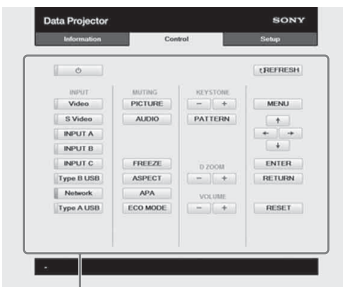 Data Projector SONY
Information Control Setup
REFRESH
INPUT MUTING KEYSTONE
Video PICTURE - + MENU
S Video AUDIO PATTERN
INPUT A
INPUT B
INPUT C FREEZE D ZOOM ENTER
Type B USB ASPECT - + RETURN
Network APA VOLUME
Type A USB ECO MODE - + RESET